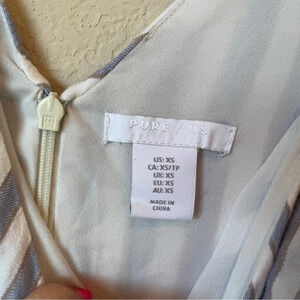 PURE / DS
US: XS
CA: XS/TP
UK: XS
EU: XS
AU: XS
MADE IN
CHINA